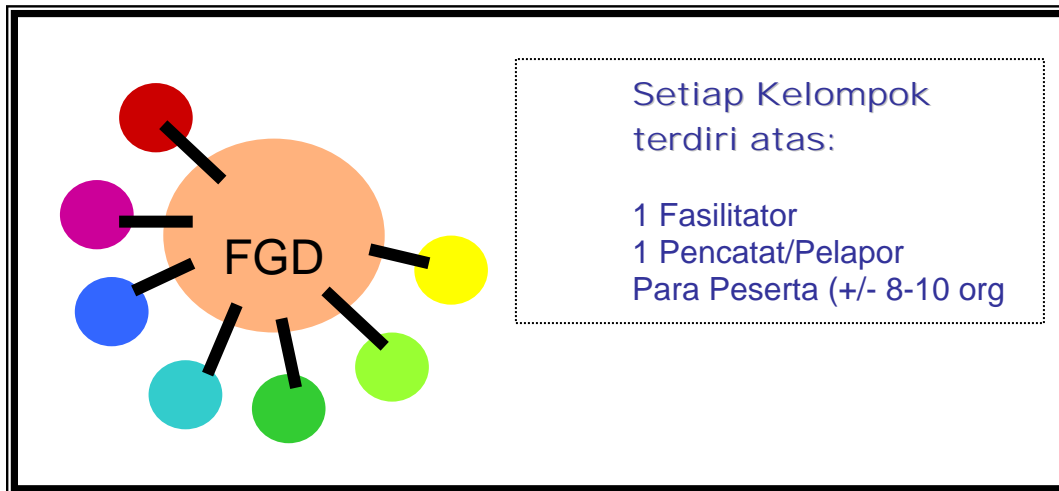 FGD
Setiap Kelompok
terdiri atas:
1 Fasilitator
1 Pencatat/Pelapor
Para Peserta (+/- 8-10 org